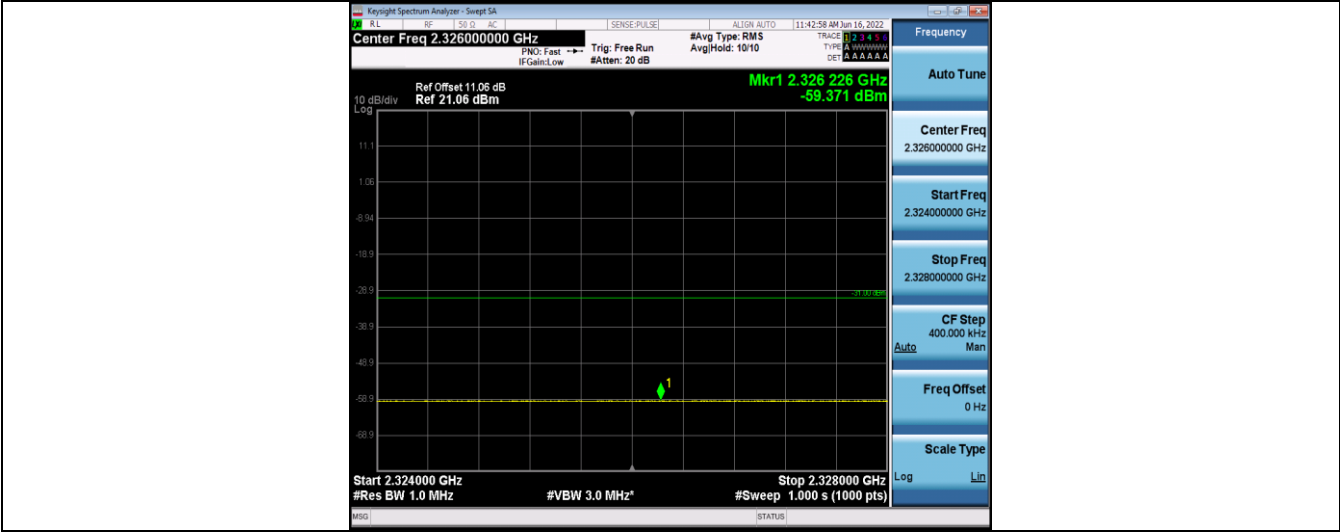 Keysight Spectrum Analyzer - Swept SA
RL RF 50 Ω AC SENSE:PULSE ALIGN AUTO 11:42:58 AM Jun 16, 2022
Center Freq 2.326000000 GHz
PNO: Fast
IFGain:Low
Trig: Free Run
#Atten: 20 dB
#Avg Type: RMS
Avg|Hold: 10/10
TRACE 1 2 3 4 5 6
TYPE A WWWWW
DET A A A A A A
Frequency
Mkr1 2.326 226 GHz
-59.371 dBm
Ref Offset 11.06 dB
10 dB/div Ref 21.06 dBm
Log
11.1
1.06
-8.94
-18.9
-28.9
-31.00 dBm
-38.9
-48.9
1
-58.9
-68.9
Start 2.324000 GHz Stop 2.328000 GHz
#Res BW 1.0 MHz #VBW 3.0 MHz* #Sweep 1.000 s (1000 pts)
MSG STATUS
Auto Tune
Center Freq
2.326000000 GHz
Start Freq
2.324000000 GHz
Stop Freq
2.328000000 GHz
CF Step
400.000 kHz
Auto Man
Freq Offset
0 Hz
Scale Type
Log Lin